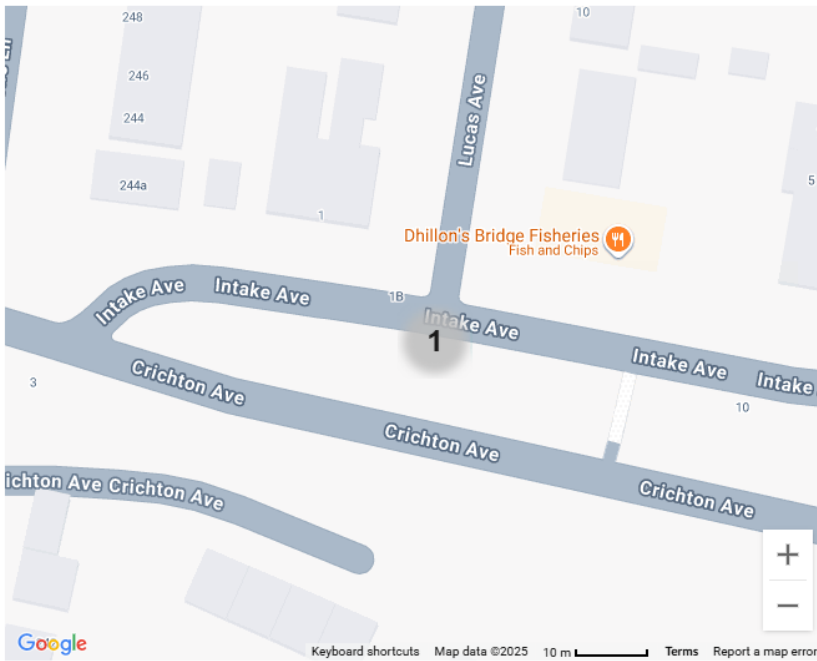 248
10
246
244
Lucas Ave
244a
5
1
Dhillon's Bridge Fisheries
Fish and Chips
Intake Ave
Intake Ave
1B
Intake Ave
1
Intake Ave
Intake
3
Crichton Ave
10
Crichton Ave
Crichton Ave
ichton Ave
Crichton Ave
+
−
Google
Keyboard shortcuts
Map data ©2025
10 m
Terms
Report a map error